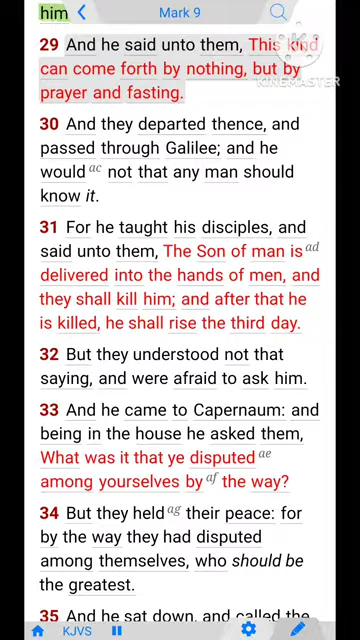 him Mark 9
29 And he said unto them, This kind
can come forth by nothing, but by
prayer and fasting.
KINEMASTER
30 And they departed thence, and
passed through Galilee; and he
would ac not that any man should
know it.
31 For he taught his disciples, and
said unto them, The Son of man is ad
delivered into the hands of men, and
they shall kill him; and after that he
is killed, he shall rise the third day.
32 But they understood not that
saying, and were afraid to ask him.
33 And he came to Capernaum: and
being in the house he asked them,
What was it that ye disputed ae
among yourselves by af the way?
34 But they held ag their peace: for
by the way they had disputed
among themselves, who should be
the greatest.
35 And he sat down, and called the
KJVS